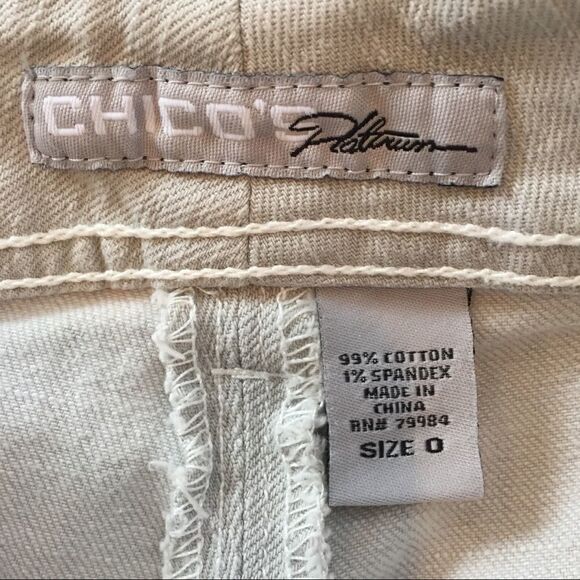 CHICO'S Platinum
99% COTTON
1% SPANDEX
MADE IN
CHINA
RN# 79984
SIZE 0